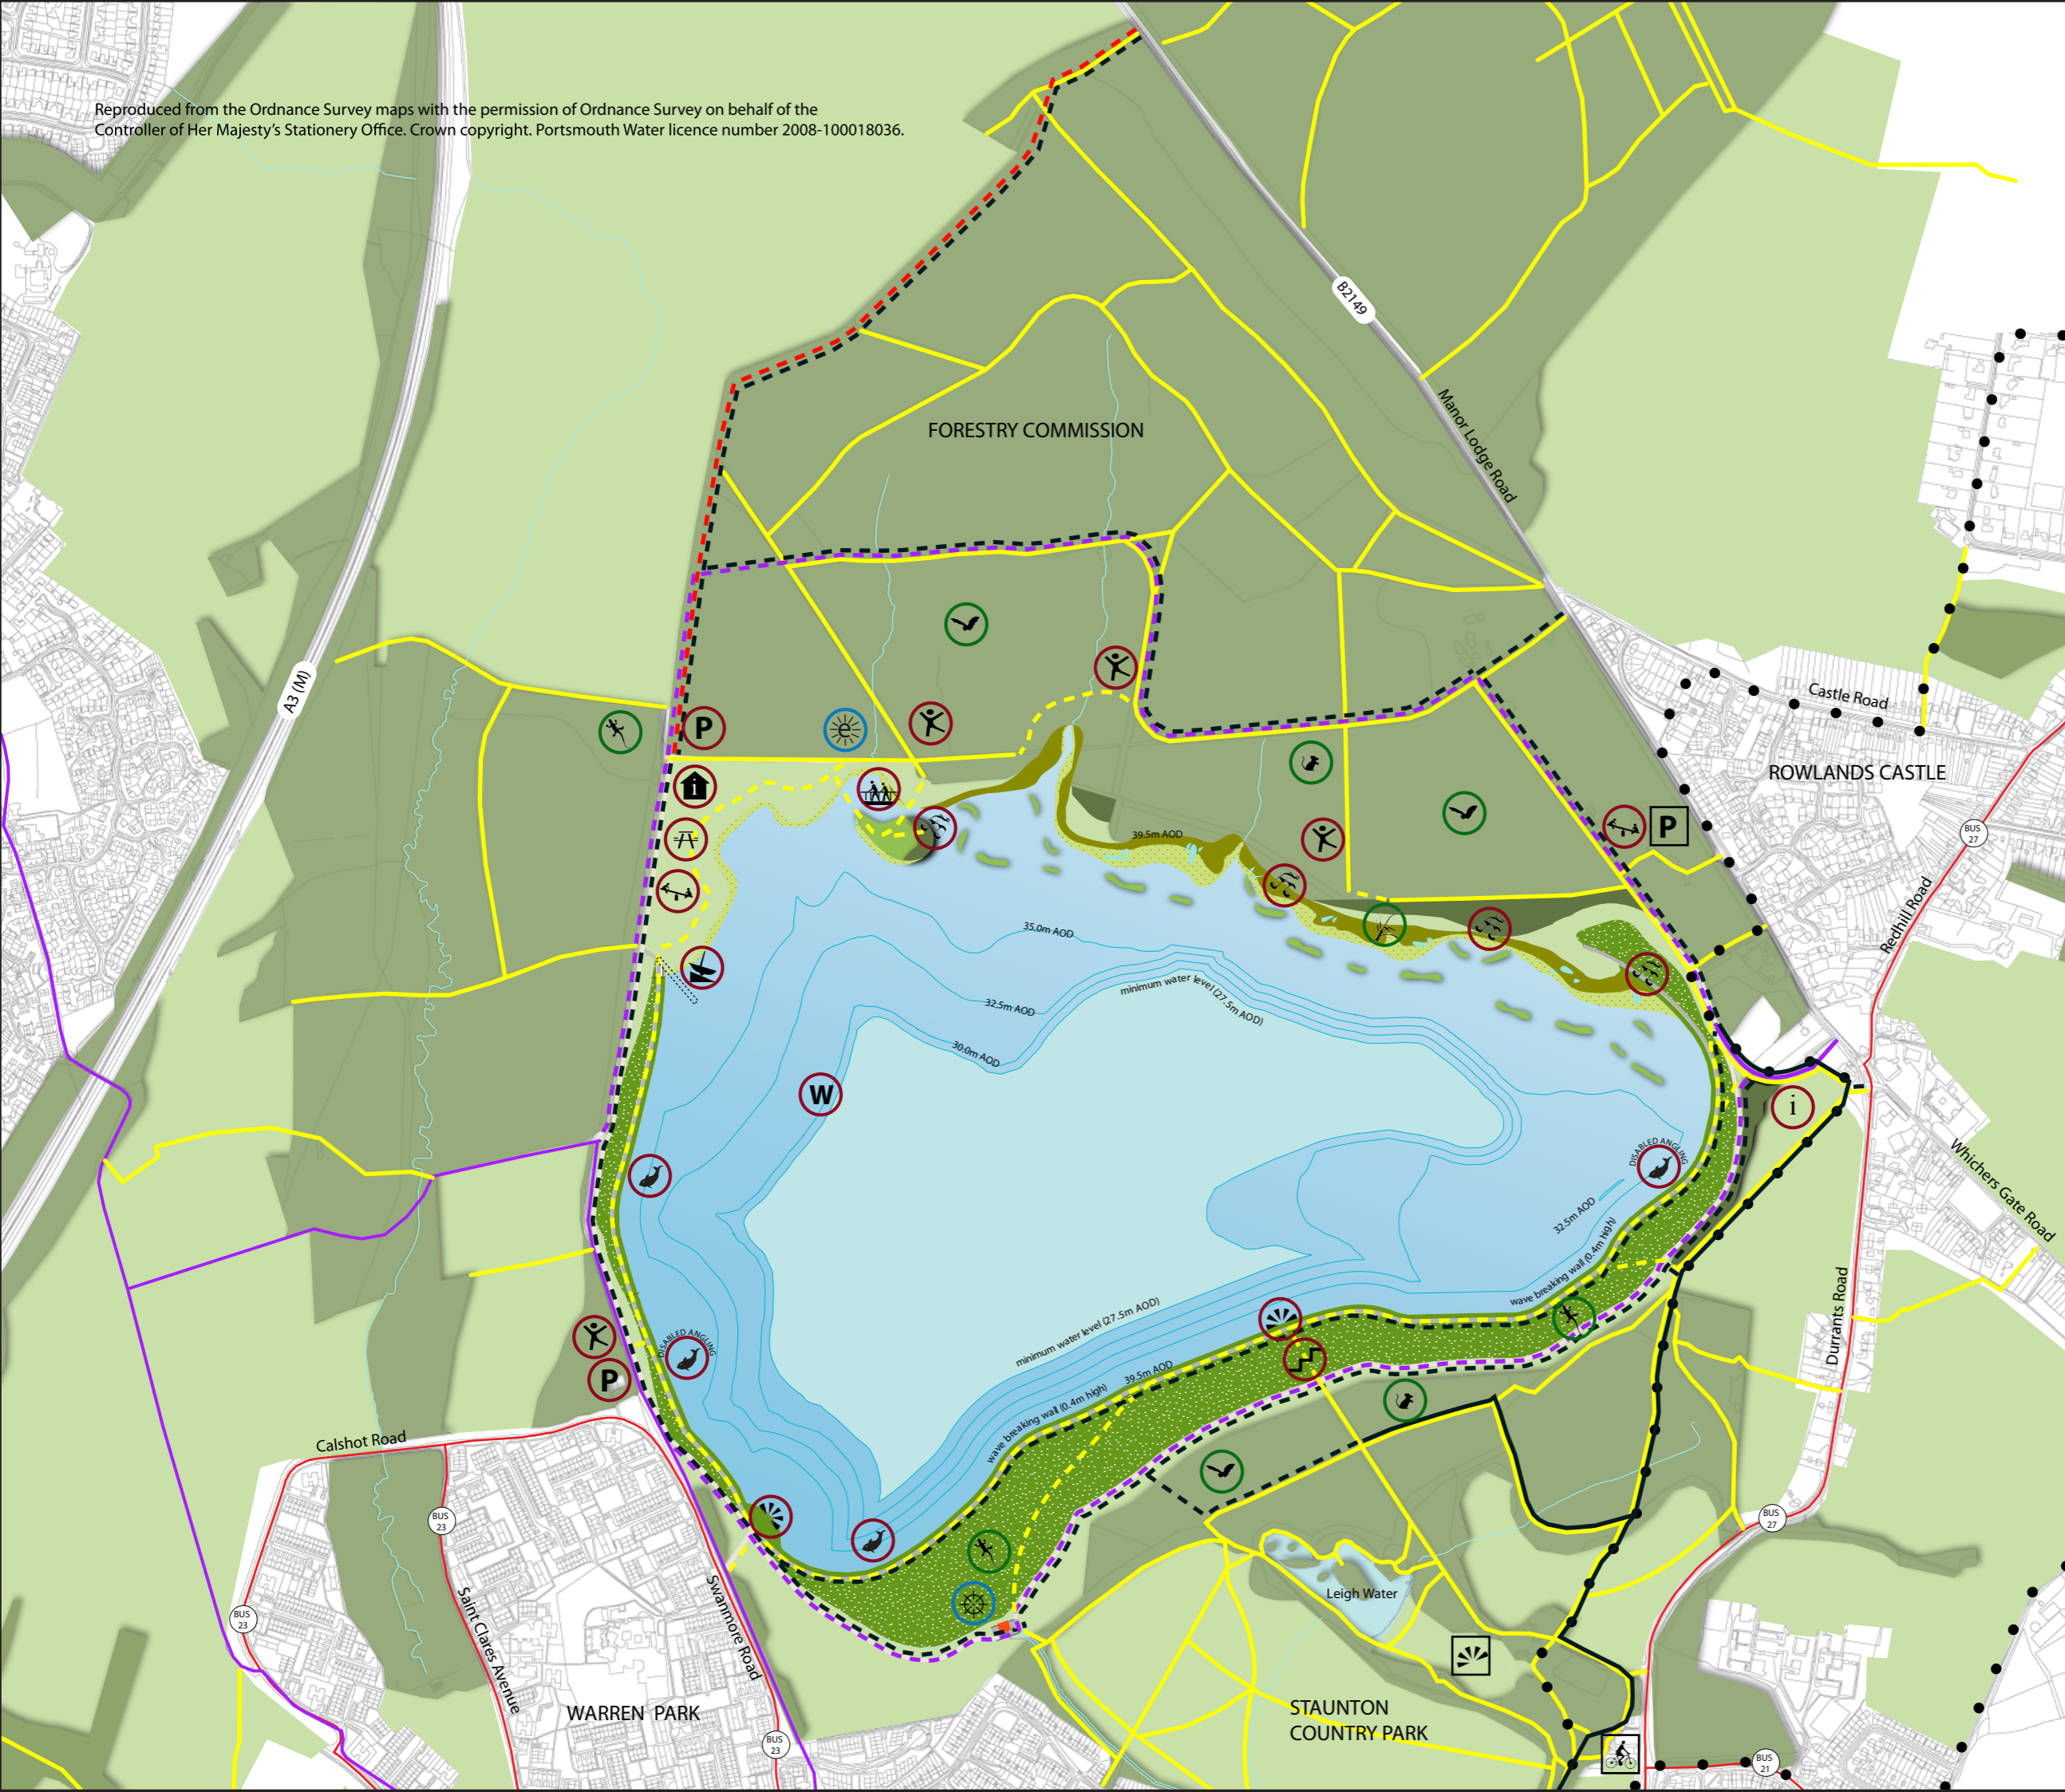 Reproduced from the Ordnance Survey maps with the permission of Ordnance Survey on behalf of the
Controller of Her Majesty's Stationery Office. Crown copyright. Portsmouth Water licence number 2008-100018036.
B2149
Manor Lodge Road
FORESTRY COMMISSION
A3 (M)
Castle Road
ROWLANDS CASTLE
P
e
i
P
BUS
27
39.5m AOD
Redhill Road
35.0m AOD
minimum water level (27.5m AOD)
32.5m AOD
30.0m AOD
W
i
DISABLED ANGLING
Whichers Gate Road
32.5m AOD
wave breaking wall (0.4m high)
Durrants Road
minimum water level (27.5m AOD)
DISABLED ANGLING
39.5m AOD
wave breaking wall (0.4m high)
P
Calshot Road
BUS
23
BUS
27
Saint Clares Avenue
Swanmore Road
Leigh Water
BUS
23
WARREN PARK
STAUNTON
COUNTRY PARK
BUS
23
BUS
21